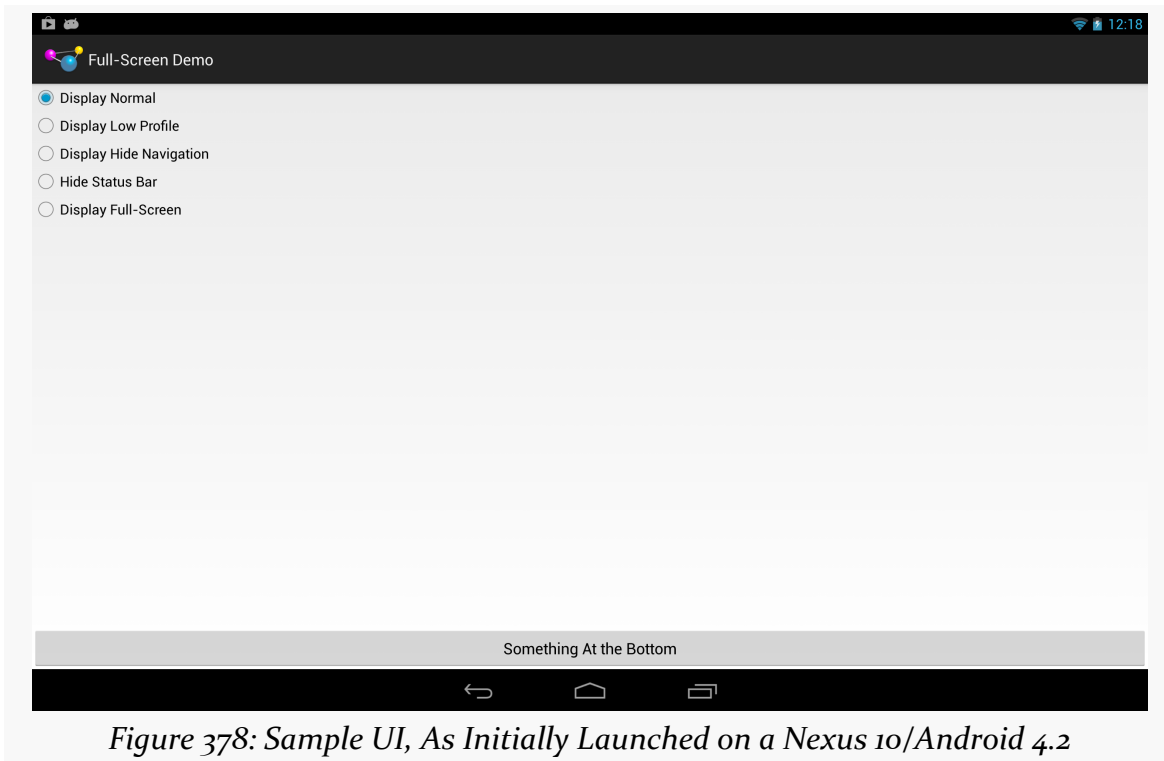 12:18
Full-Screen Demo
Display Normal
Display Low Profile
Display Hide Navigation
Hide Status Bar
Display Full-Screen
Something At the Bottom
Figure 378: Sample UI, As Initially Launched on a Nexus 10/Android 4.2